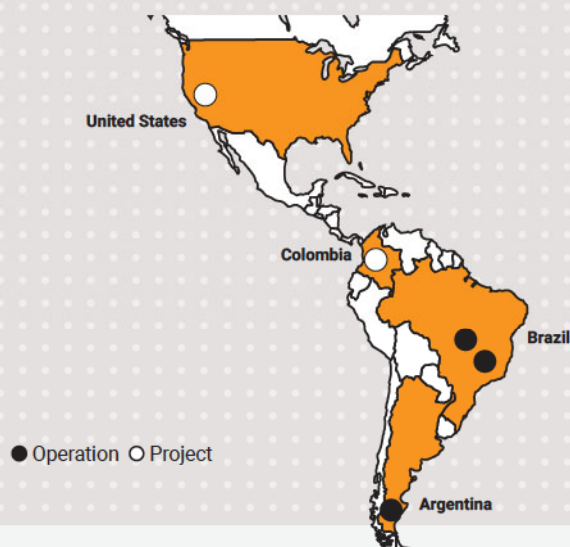 United States
Colombia
Brazil
Operation Project
Argentina